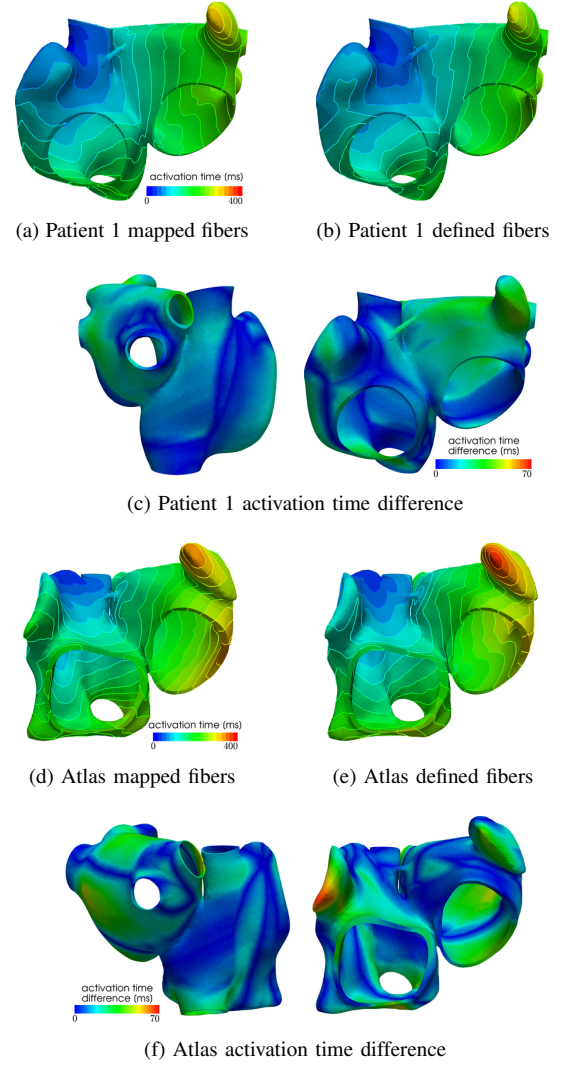 activation time (ms)
0 400
(a) Patient 1 mapped fibers
(b) Patient 1 defined fibers
activation time
difference (ms)
0 70
(c) Patient 1 activation time difference
activation time (ms)
0 400
(d) Atlas mapped fibers
(e) Atlas defined fibers
activation time
difference (ms)
0 70
(f) Atlas activation time difference